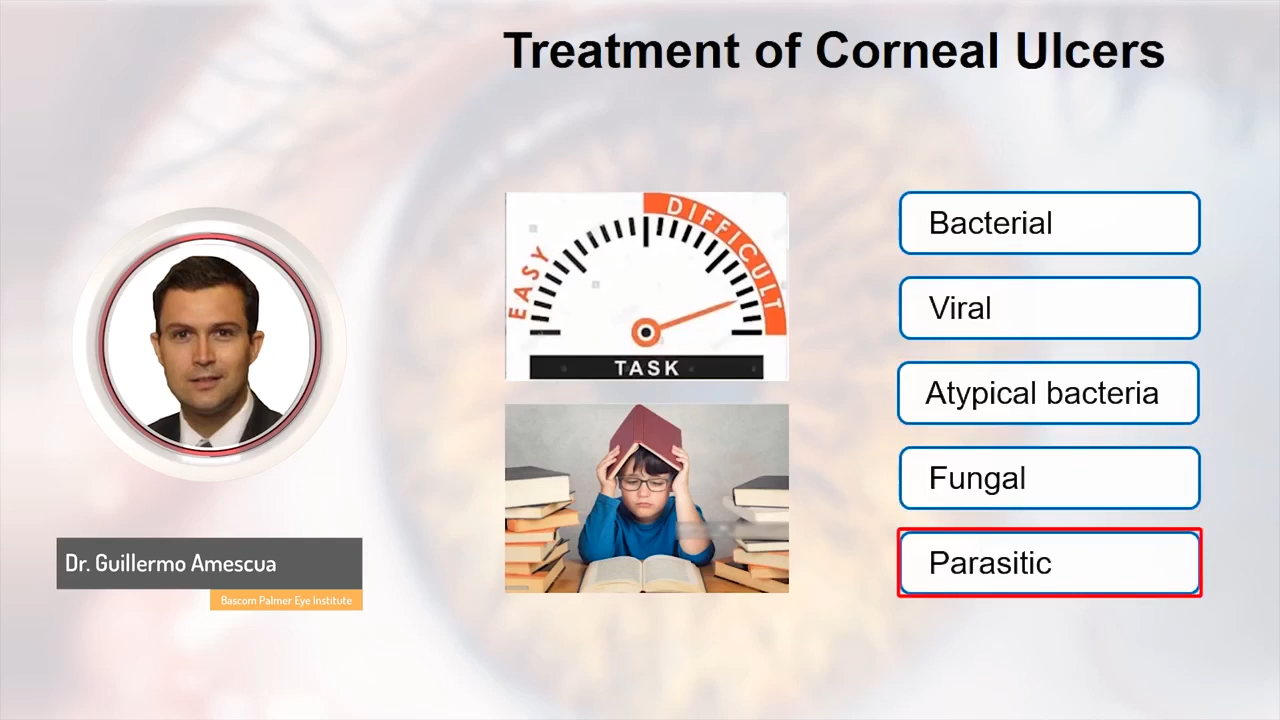 Treatment of Corneal Ulcers
EASY
DIFFICULT
TASK
Bacterial
Viral
Atypical bacteria
Fungal
Parasitic
Dr. Guillermo Amescua
Bascom Palmer Eye Institute